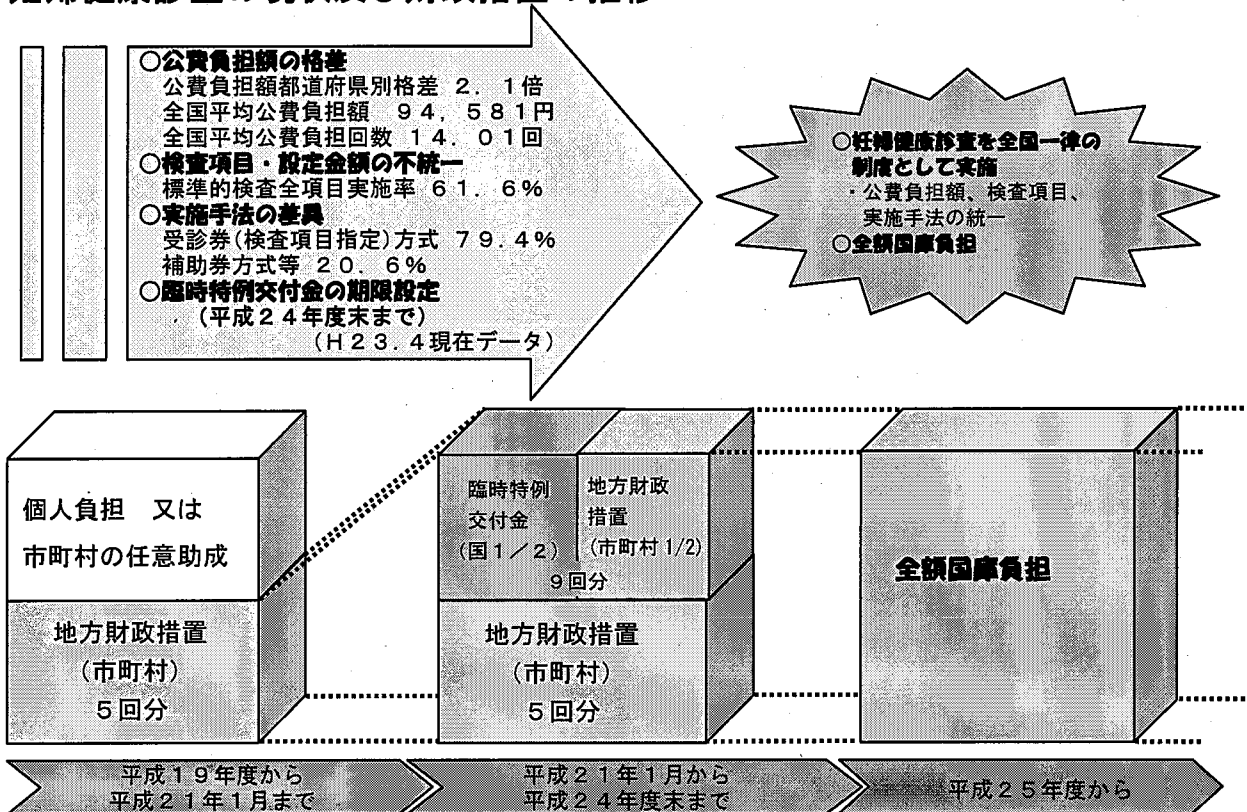 ○公費負担額の格差
公費負担額都道府県別格差 ２．１倍
全国平均公費負担額 ９４，５８１円
全国平均公費負担回数 １４．０１回
○検査項目・設定金額の不統一
標準的検査全項目実施率 ６１．６％
○実施手法の差異
受診券(検査項目指定)方式 ７９.４％
補助券方式等 ２０．６％
○臨時特例交付金の期限設定
（平成２４年度末まで）
（Ｈ２３．４現在データ）
○妊婦健康診査を全国一律の
制度として実施
・公費負担額、検査項目、
実施手法の統一
○全額国庫負担
個人負担 又は
市町村の任意助成
地方財政措置
（市町村）
５回分
臨時特例
交付金
（国１／２）
地方財政
措置
（市町村 1/2)
９回分
地方財政措置
（市町村）
５回分
全額国庫負担
平成１９年度から
平成２１年１月まで
平成２１年１月から
平成２４年度末まで
平成２５年度から